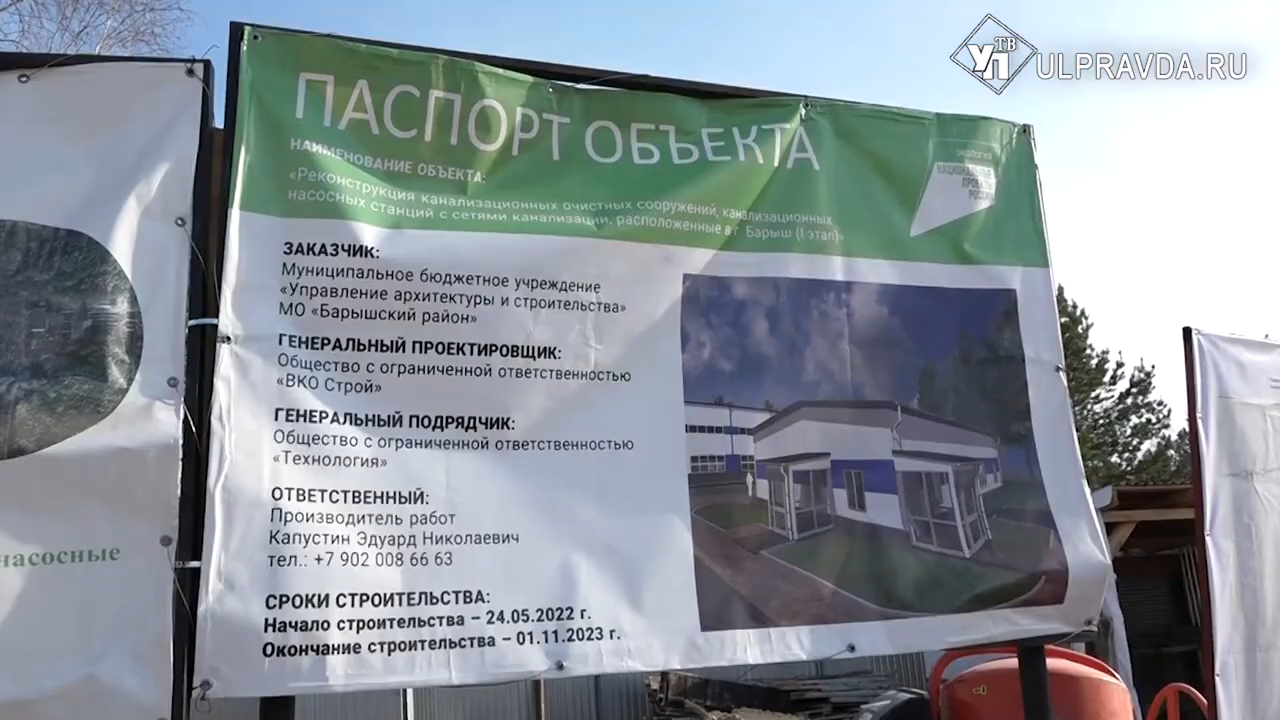 УП ТВ ULPRAVDA.RU
ПАСПОРТ ОБЪЕКТА
НАИМЕНОВАНИЕ ОБЪЕКТА:
«Реконструкция канализационных очистных сооружений, канализационных
насосных станций с сетями канализации, расположенные в г. Барыш (I этап)»
ЭКОЛОГИЯ
НАЦИОНАЛЬНЫЕ
ПРОЕКТЫ
РОССИИ
ЗАКАЗЧИК:
Муниципальное бюджетное учреждение
«Управление архитектуры и строительства»
МО «Барышский район»
ГЕНЕРАЛЬНЫЙ ПРОЕКТИРОВЩИК:
Общество с ограниченной ответственностью
«ВКО Строй»
ГЕНЕРАЛЬНЫЙ ПОДРЯДЧИК:
Общество с ограниченной ответственностью
«Технология»
ОТВЕТСТВЕННЫЙ:
Производитель работ
Капустин Эдуард Николаевич
тел.: +7 902 008 66 63
СРОКИ СТРОИТЕЛЬСТВА:
Начало строительства – 24.05.2022 г.
Окончание строительства – 01.11.2023 г.
насосные